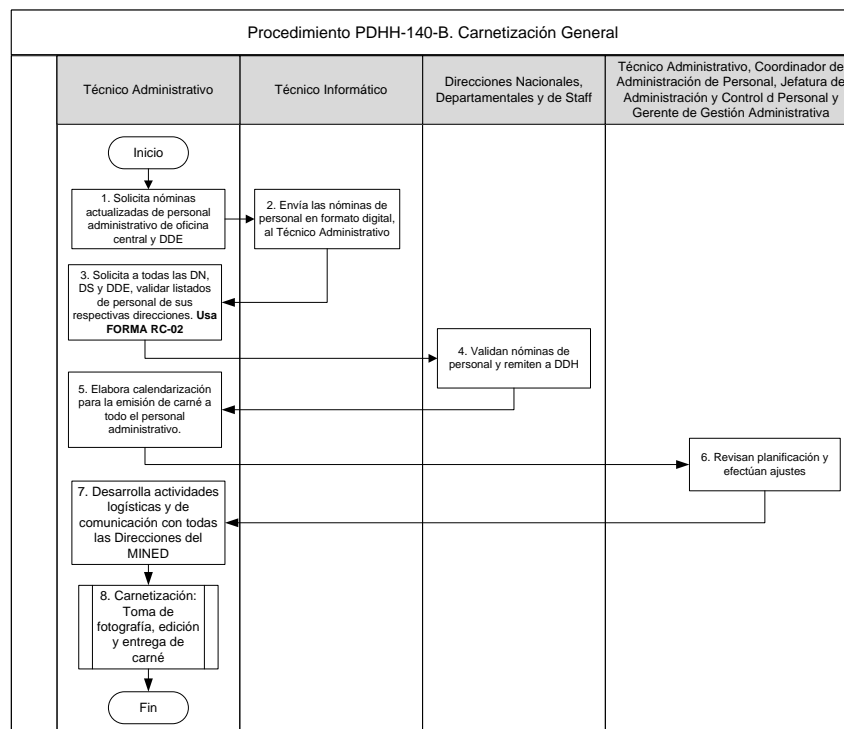 Procedimiento PDHH-140-B. Carnetización General
Técnico Administrativo
Técnico Informático
Direcciones Nacionales,
Departamentales y de Staff
Técnico Administrativo, Coordinador de
Administración de Personal, Jefatura de
Administración y Control d Personal y
Gerente de Gestión Administrativa
Inicio
1. Solicita nóminas
actualizadas de personal
administrativo de oficina
central y DDE
2. Envía las nóminas de
personal en formato digital,
al Técnico Administrativo
3. Solicita a todas las DN,
DS y DDE, validar listados
de personal de sus
respectivas direcciones. Usa
FORMA RC-02
4. Validan nóminas de
personal y remiten a DDH
5. Elabora calendarización
para la emisión de carné a
todo el personal
administrativo.
6. Revisan planificación y
efectúan ajustes
7. Desarrolla actividades
logísticas y de
comunicación con todas
las Direcciones del
MINED
8. Carnetización:
Toma de
fotografía, edición
y entrega de
carné
Fin